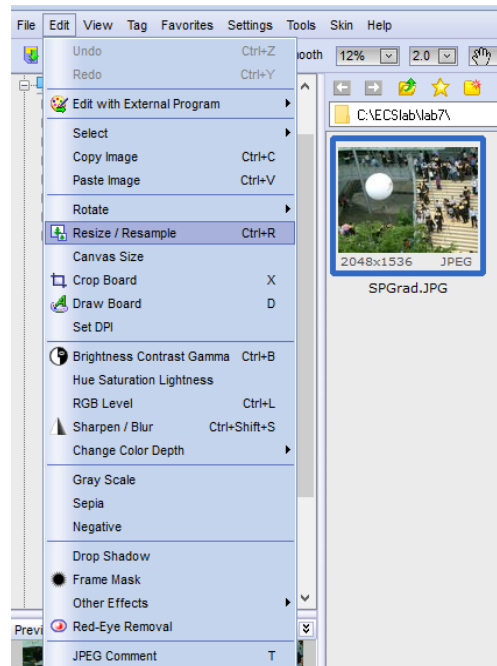 File Edit View Tag Favorites Settings Tools Skin Help
Undo Ctrl+Z
ooth 12% 2.0
Redo Ctrl+Y
Edit with External Program
C:\ECSlab\lab7\
Select
Copy Image Ctrl+C
Paste Image Ctrl+V
Rotate
Resize / Resample Ctrl+R
Canvas Size
2048x1536 JPEG
Crop Board X
SPGrad.JPG
Draw Board D
Set DPI
Brightness Contrast Gamma Ctrl+B
Hue Saturation Lightness
RGB Level Ctrl+L
Sharpen / Blur Ctrl+Shift+S
Change Color Depth
Gray Scale
Sepia
Negative
Drop Shadow
Frame Mask
Other Effects
Previ
Red-Eye Removal
JPEG Comment T